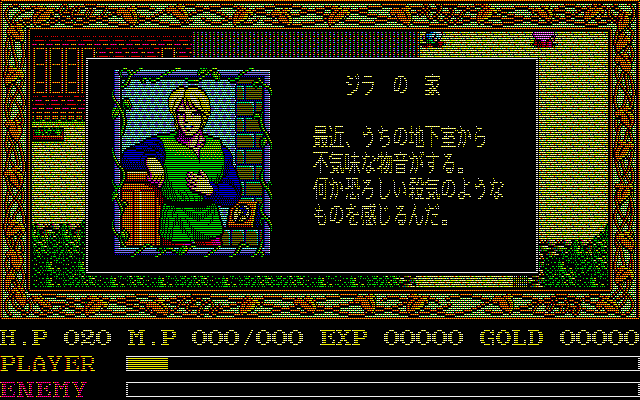 ジラ の 家
最近、うちの地下室から
不気味な物音がする。
何か恐ろしい殺気のような
ものを感じるんだ。
H.P 020 M.P 000/000 EXP 00000 GOLD 00000
PLAYER
ENEMY